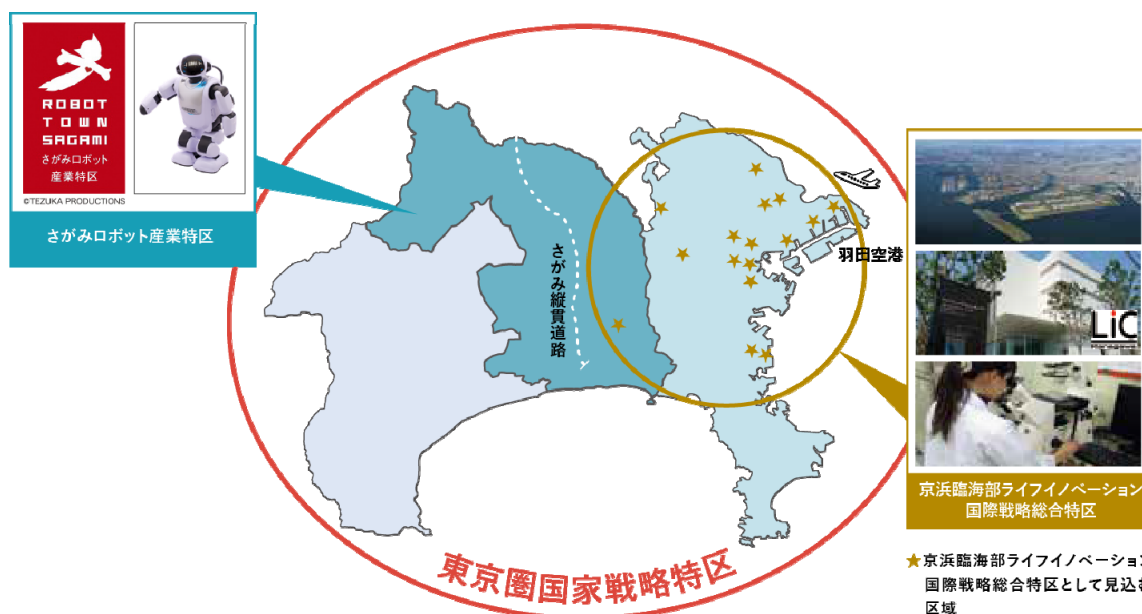 ROBOT
TOWN
SAGAMI
さがみロボット
産業特区
©TEZUKA PRODUCTIONS
さがみロボット産業特区
さがみ縦貫道路
羽田空港
LiC
京浜臨海部ライフイノベーション
国際戦略総合特区
★京浜臨海部ライフイノベーション
国際戦略総合特区として見込ま
区域
東京圏国家戦略特区